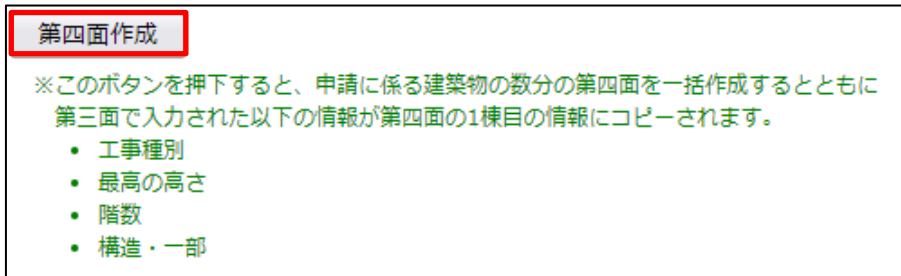 第四面作成
※このボタンを押下すると、申請に係る建築物の数分の第四面を一括作成するとともに
第三面で入力された以下の情報が第四面の1棟目の情報にコピーされます。
• 工事種別
• 最高の高さ
• 階数
• 構造・一部